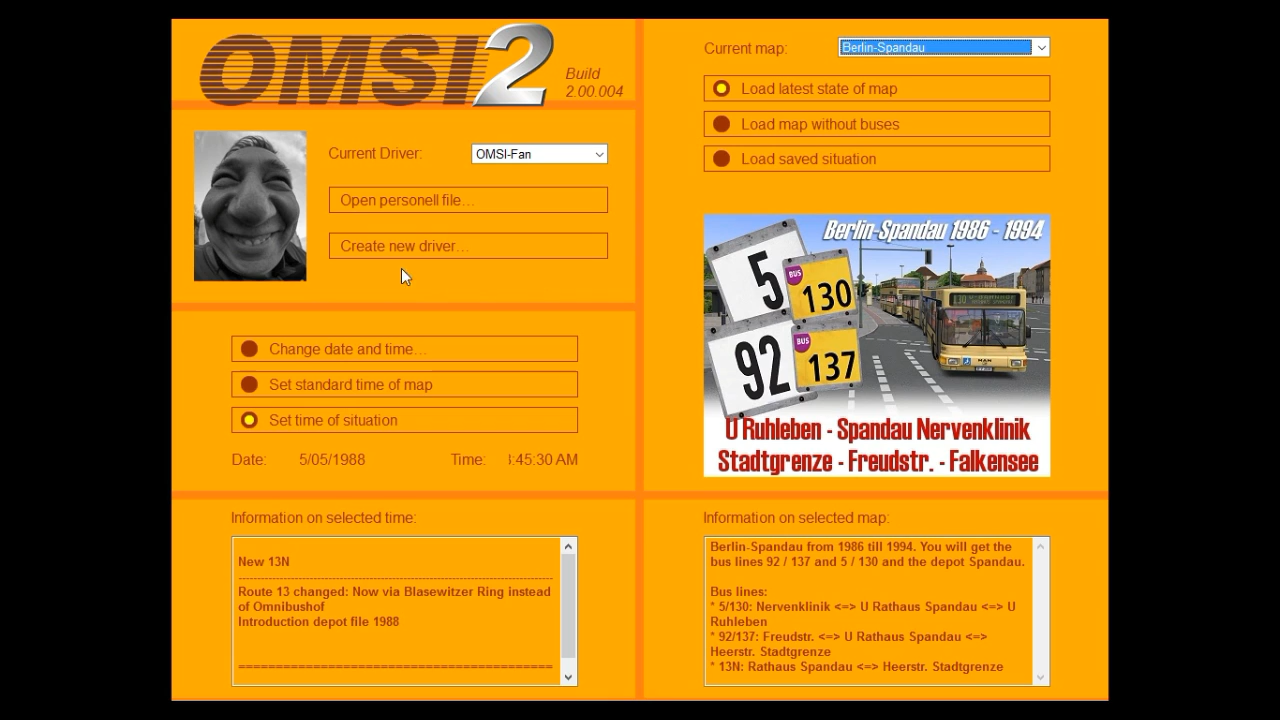 OMSI2
Build
2.00.004
Current Driver:
OMSI-Fan
Open personell file...
Create new driver...
Change date and time...
Set standard time of map
Set time of situation
Date:
5/05/1988
Time:
:45:30 AM
Information on selected time:
New 13N
Route 13 changed: Now via Blasewitzer Ring instead
of Omnibushof
Introduction depot file 1988
Current map:
Berlin-Spandau
Load latest state of map
Load map without buses
Load saved situation
Berlin-Spandau 1986 - 1994
5
BUS
130
92
BUS
137
MAN
U Ruhleben - Spandau Nervenklinik
Stadtgrenze - Freudstr. - Falkensee
Information on selected map:
Berlin-Spandau from 1986 till 1994. You will get the
bus lines 92 / 137 and 5 / 130 and the depot Spandau.
Bus lines:
* 5/130: Nervenklinik <=> U Rathaus Spandau <=> U
Ruhleben
* 92/137: Freudstr. <=> U Rathaus Spandau <=>
Heerstr. Stadtgrenze
* 13N: Rathaus Spandau <=> Heerstr. Stadtgrenze